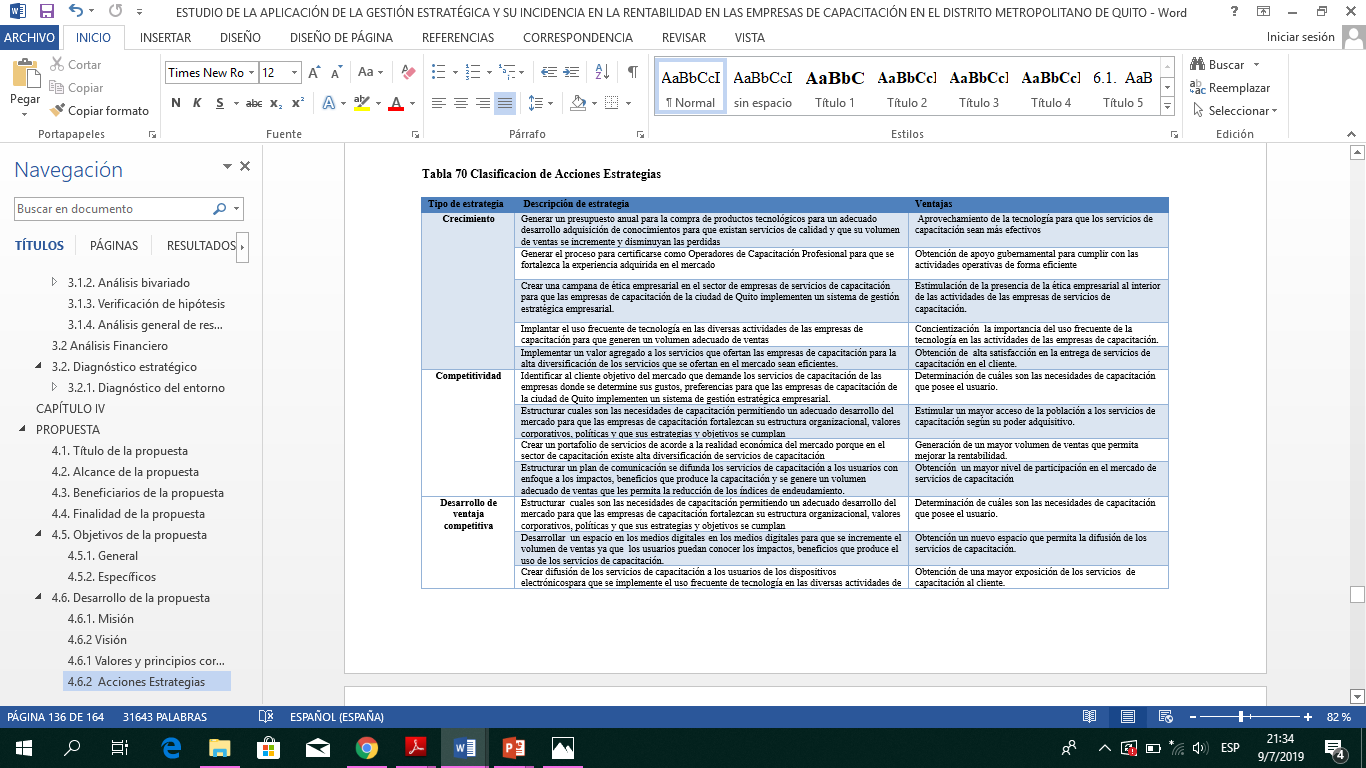 ESTUDIO DE LA APLICACIÓN DE LA GESTIÓN ESTRATÉGICA Y SU INCIDENCIA EN LA RENTABILIDAD EN LAS EMPRESAS DE CAPACITACIÓN EN EL DISTRITO METROPOLITANO DE QUITO - Word
ARCHIVO INICIO INSERTAR DISEÑO DISEÑO DE PÁGINA REFERENCIAS CORRESPONDENCIA REVISAR VISTA Iniciar sesión
Pegar
Cortar
Copiar
Copiar formato
Portapapeles
Times New Ro 12
N K S abc x₂ x²
Fuente
Párrafo
AaBbCcI AaBbCcI AaBbC AaBbCcI AaBbCcI AaBbCcI 6.1. AaB
¶ Normal sin espacio Título 1 Título 2 Título 3 Título 4 Título 5
Estilos
Buscar
Reemplazar
Seleccionar
Edición
Navegación
Buscar en documento
TÍTULOS PÁGINAS RESULTADOS
3.1.2. Análisis bivariado
3.1.3. Verificación de hipótesis
3.1.4. Análisis general de res...
3.2 Análisis Financiero
3.2. Diagnóstico estratégico
3.2.1. Diagnóstico del entorno
CAPÍTULO IV
PROPUESTA
4.1. Título de la propuesta
4.2. Alcance de la propuesta
4.3. Beneficiarios de la propuesta
4.4. Finalidad de la propuesta
4.5. Objetivos de la propuesta
4.5.1. General
4.5.2. Específicos
4.6. Desarrollo de la propuesta
4.6.1. Misión
4.6.2 Visión
4.6.1 Valores y principios cor...
4.6.2 Acciones Estrategias
Tabla 70 Clasificacion de Acciones Estrategias
Tipo de estrategia Descripción de estrategia Ventajas
Crecimiento
Generar un presupuesto anual para la compra de productos tecnológicos para un adecuado
desarrollo adquisición de conocimientos para que existan servicios de calidad y que su volumen
de ventas se incremente y disminuyan las perdidas
Aprovechamiento de la tecnología para que los servicios de
capacitación sean más efectivos
Generar el proceso para certificarse como Operadores de Capacitación Profesional para que se
fortalezca la experiencia adquirida en el mercado
Obtención de apoyo gubernamental para cumplir con las
actividades operativas de forma eficiente
Crear una campana de ética empresarial en el sector de empresas de servicios de capacitación
para que las empresas de capacitación de la ciudad de Quito implementen un sistema de gestión
estratégica empresarial.
Estimulación de la presencia de la ética empresarial al interior
de las actividades de las empresas de servicios de
capacitación.
Implantar el uso frecuente de tecnología en las diversas actividades de las empresas de
capacitación para que generen un volumen adecuado de ventas
Concientización la importancia del uso frecuente de la
tecnología en las actividades de las empresas de capacitación.
Implementar un valor agregado a los servicios que ofertan las empresas de capacitación para la
alta diversificación de los servicios que se ofertan en el mercado sean eficientes.
Obtención de alta satisfacción en la entrega de servicios de
capacitación en el cliente.
Competitividad
Identificar al cliente objetivo del mercado que demande los servicios de capacitación de las
empresas donde se determine sus gustos, preferencias para que las empresas de capacitación de
la ciudad de Quito implementen un sistema de gestión estratégica empresarial.
Determinación de cuáles son las necesidades de capacitación
que posee el usuario.
Estructurar cuales son las necesidades de capacitación permitiendo un adecuado desarrollo del
mercado para que las empresas de capacitación fortalezcan su estructura organizacional, valores
corporativos, políticas y que sus estrategias y objetivos se cumplan
Estimular un mayor acceso de la población a los servicios de
capacitación según su poder adquisitivo.
Crear un portafolio de servicios de acorde a la realidad económica del mercado porque en el
sector de capacitación existe alta diversificación de servicios de capacitación
Generación de un mayor volumen de ventas que permita
mejorar la rentabilidad.
Estructurar un plan de comunicación se difunda los servicios de capacitación a los usuarios con
enfoque a los impactos, beneficios que produce la capacitación y se genere un volumen
adecuado de ventas que les permita la reducción de los índices de endeudamiento.
Obtención un mayor nivel de participación en el mercado de
servicios de capacitación
Desarrollo de
ventaja
competitiva
Estructurar cuales son las necesidades de capacitación permitiendo un adecuado desarrollo del
mercado para que las empresas de capacitación fortalezcan su estructura organizacional, valores
corporativos, políticas y que sus estrategias y objetivos se cumplan
Determinación de cuáles son las necesidades de capacitación
que posee el usuario.
Desarrollar un espacio en los medios digitales en los medios digitales para que se incremente el
volumen de ventas ya que los usuarios puedan conocer los impactos, beneficios que produce el
uso de los servicios de capacitación.
Obtención un nuevo espacio que permita la difusión de los
servicios de capacitación.
Crear difusión de los servicios de capacitación a los usuarios de los dispositivos
electrónicospara que se implemente el uso frecuente de tecnología en las diversas actividades de
Obtención de una mayor exposición de los servicios de
capacitación al cliente.
PÁGINA 136 DE 164 31643 PALABRAS ESPAÑOL (ESPAÑA) 82 %
ESP
21:34
9/7/2019
4